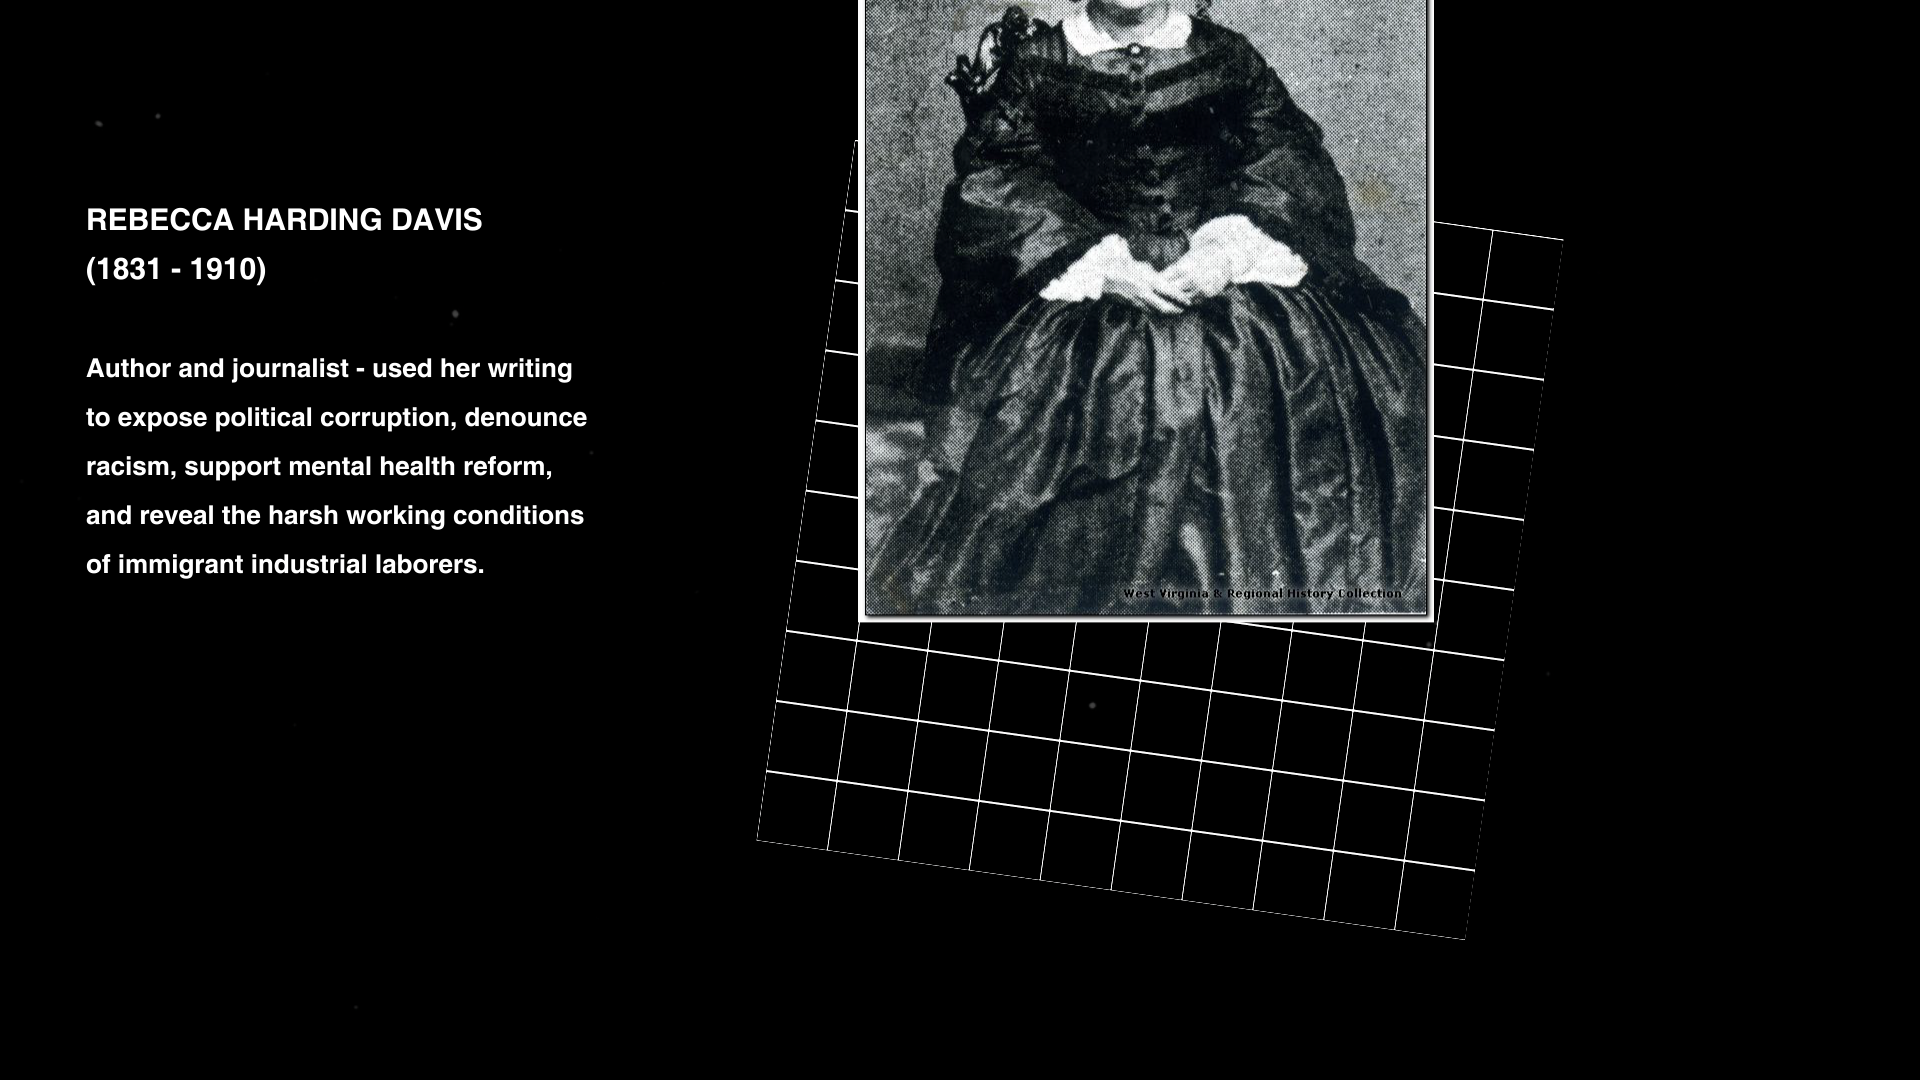 REBECCA HARDING DAVIS
(1831 - 1910)
Author and journalist - used her writing
to expose political corruption, denounce
racism, support mental health reform,
and reveal the harsh working conditions
of immigrant industrial laborers.
West Virginia & Regional History Collection